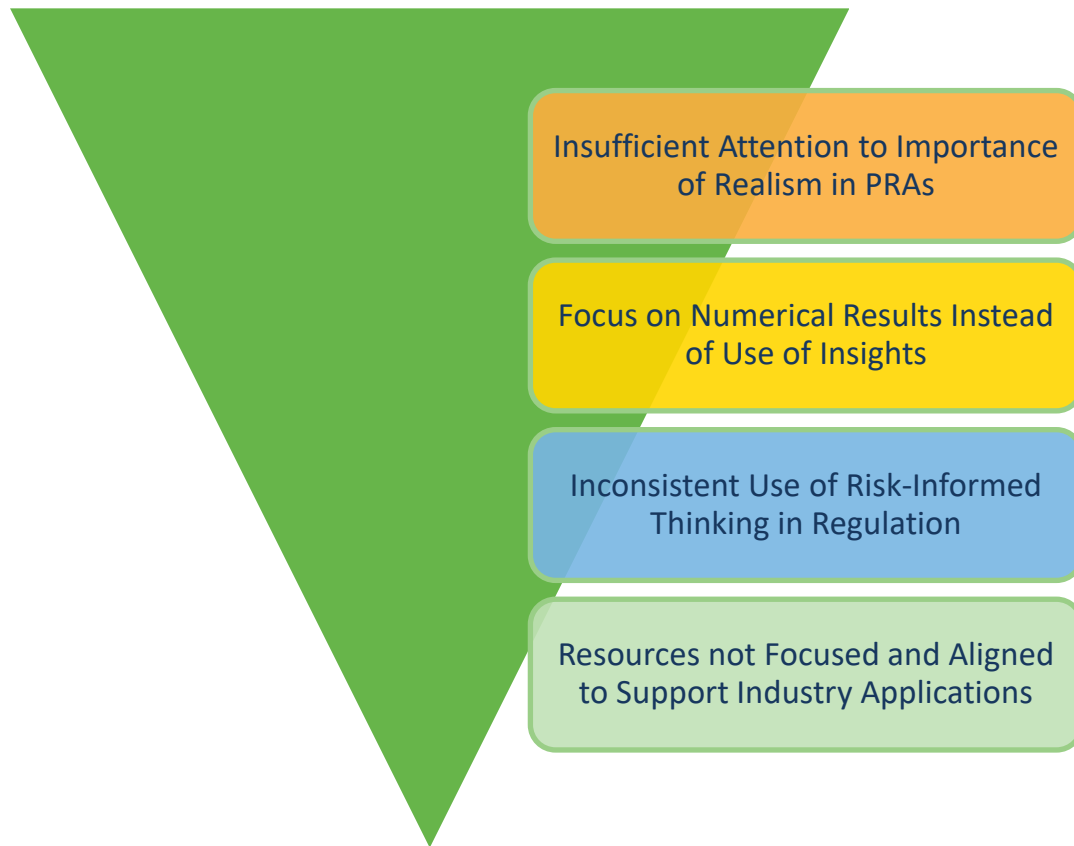 Insufficient Attention to Importance
of Realism in PRAs
Focus on Numerical Results Instead
of Use of Insights
Inconsistent Use of Risk-Informed
Thinking in Regulation
Resources not Focused and Aligned
to Support Industry Applications